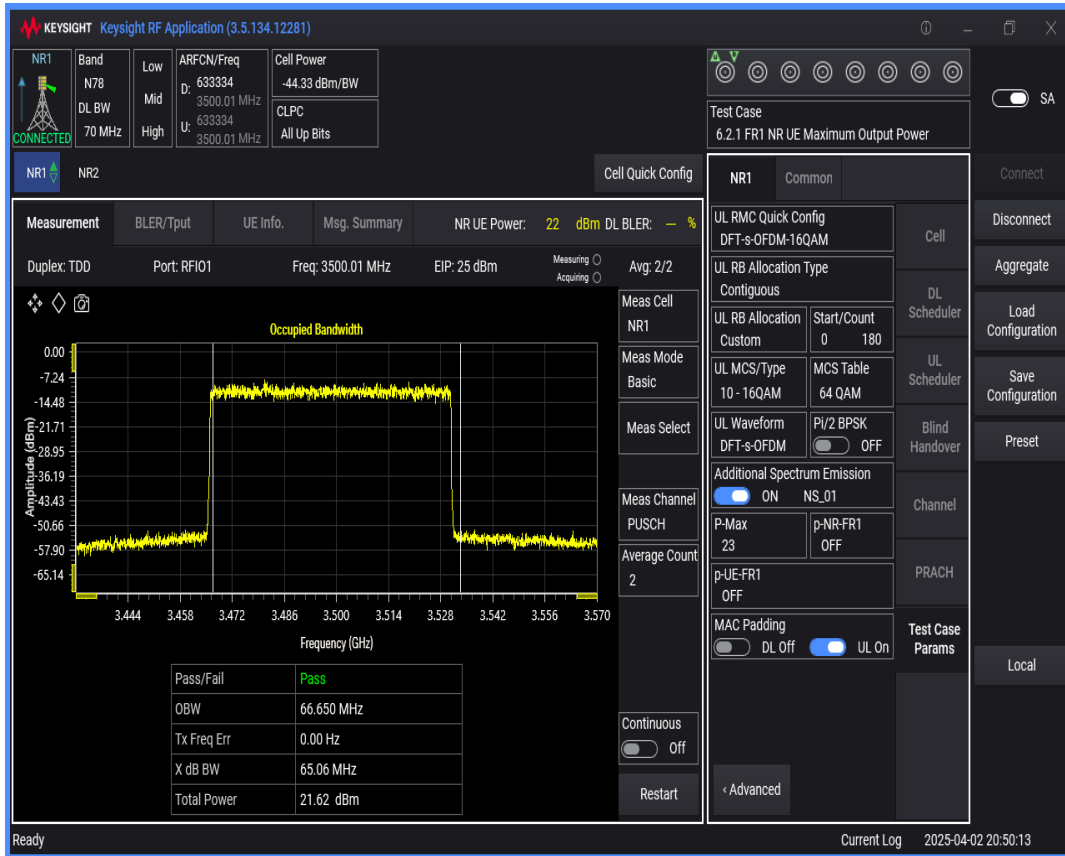 KEYSIGHT Keysight RF Application (3.5.134.12281)
NR1
CONNECTED
Band
N78
DL BW
70 MHz
Low
Mid
High
ARFCN/Freq
D: 633334
3500.01 MHz
U: 633334
3500.01 MHz
Cell Power
-44.33 dBm/BW
CLPC
All Up Bits
Test Case
6.2.1 FR1 NR UE Maximum Output Power
SA
NR1
NR2
Cell Quick Config
Measurement
BLER/Tput
UE Info.
Msg. Summary
NR UE Power: 22 dBm DL BLER: --- %
Duplex: TDD
Port: RFIO1
Freq: 3500.01 MHz
EIP: 25 dBm
Measuring
Acquiring
Avg: 2/2
Occupied Bandwidth
Amplitude (dBm)
0.00
-7.24
-14.48
-21.71
-28.95
-36.19
-43.43
-50.66
-57.90
-65.14
3.444 3.458 3.472 3.486 3.500 3.514 3.528 3.542 3.556 3.570
Frequency (GHz)
Pass/Fail Pass
OBW 66.650 MHz
Tx Freq Err 0.00 Hz
X dB BW 65.06 MHz
Total Power 21.62 dBm
Meas Cell
NR1
Meas Mode
Basic
Meas Select
Meas Channel
PUSCH
Average Count
2
Continuous
Off
Restart
NR1
Common
UL RMC Quick Config
DFT-s-OFDM-16QAM
UL RB Allocation Type
Contiguous
UL RB Allocation
Custom
Start/Count
0 180
UL MCS/Type
10 - 16QAM
MCS Table
64 QAM
UL Waveform
DFT-s-OFDM
Pi/2 BPSK
OFF
Additional Spectrum Emission
ON NS_01
P-Max
23
p-NR-FR1
OFF
p-UE-FR1
OFF
MAC Padding
DL Off UL On
‹ Advanced
Cell
DL
Scheduler
UL
Scheduler
Blind
Handover
Channel
PRACH
Test Case
Params
Connect
Disconnect
Aggregate
Load
Configuration
Save
Configuration
Preset
Local
Ready
Current Log 2025-04-02 20:50:13